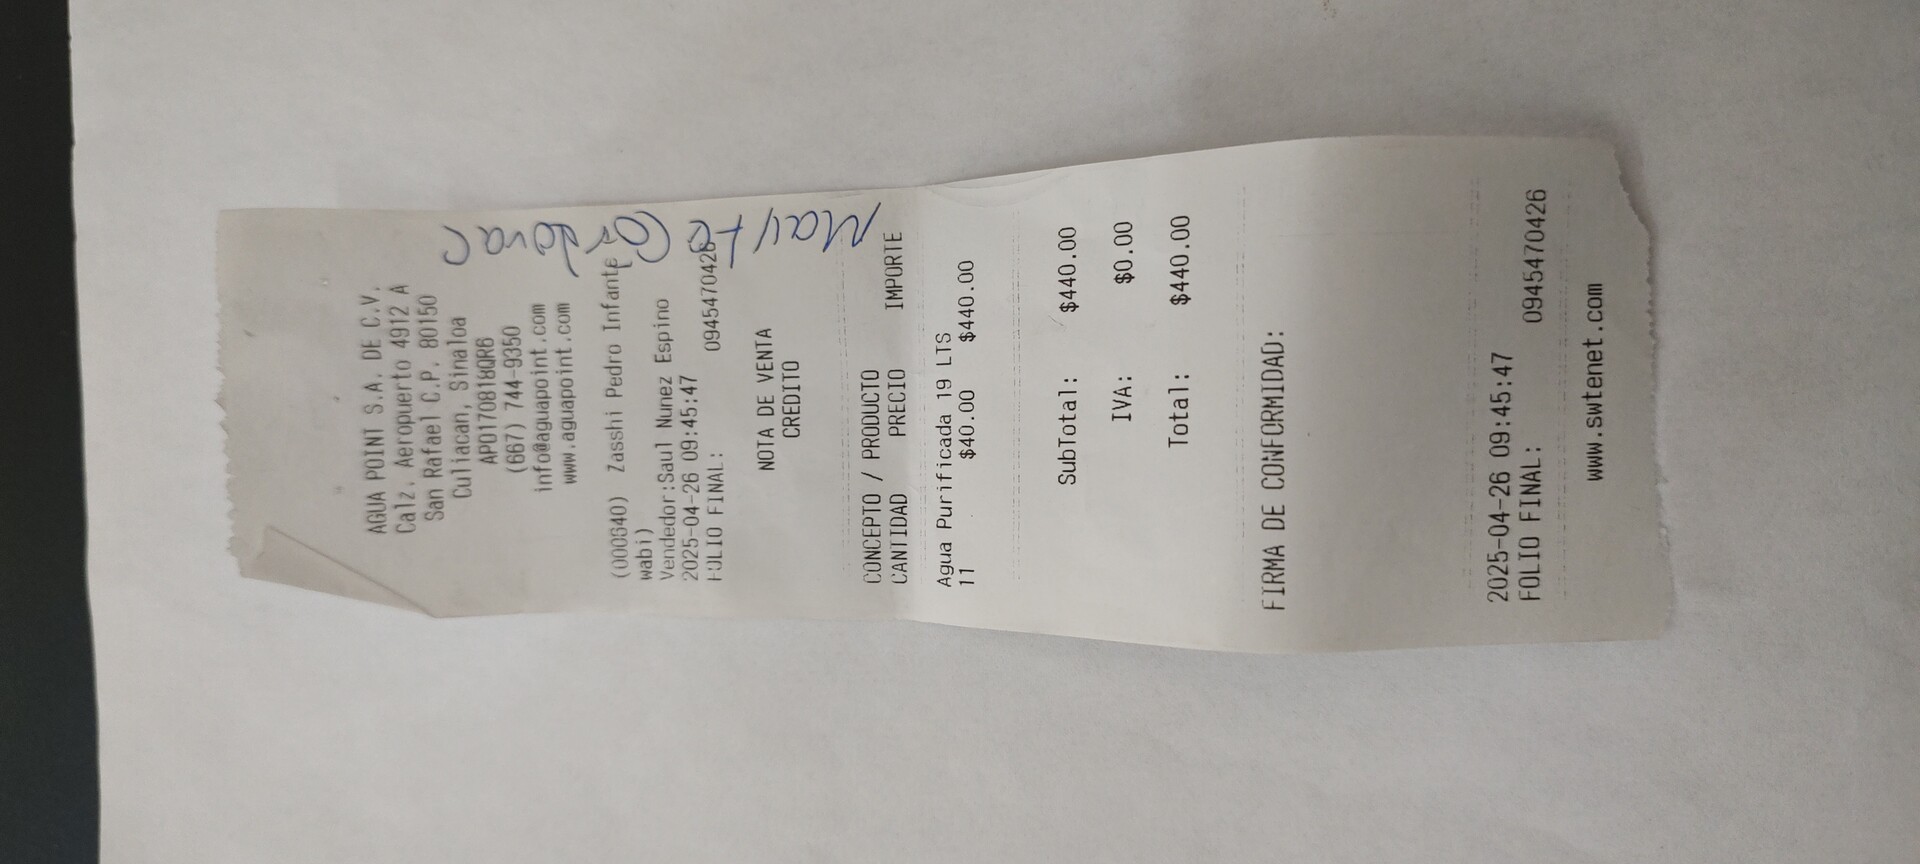 AGUA POINT S.A. DE C.V.
Calz. Aeropuerto 4912 A
San Rafael C.P. 80150
Culiacan, Sinaloa
APO170818QR6
(667) 744-9350
info@aguapoint.com
www.aguapoint.com
(000640) Zasshi Pedro Infante (
wabi)
Vendedor:Saul Nunez Espino
2025-04-26 09:45:47
FOLIO FINAL: 0945470426
Mayte Cordova
NOTA DE VENTA
CREDITO
CONCEPTO / PRODUCTO
CANTIDAD PRECIO IMPORTE
Agua Purificada 19 LTS
11 $40.00 $440.00
SubTotal: $440.00
IVA: $0.00
Total: $440.00
FIRMA DE CONFORMIDAD:
2025-04-26 09:45:47
FOLIO FINAL: 0945470426
www.swtenet.com